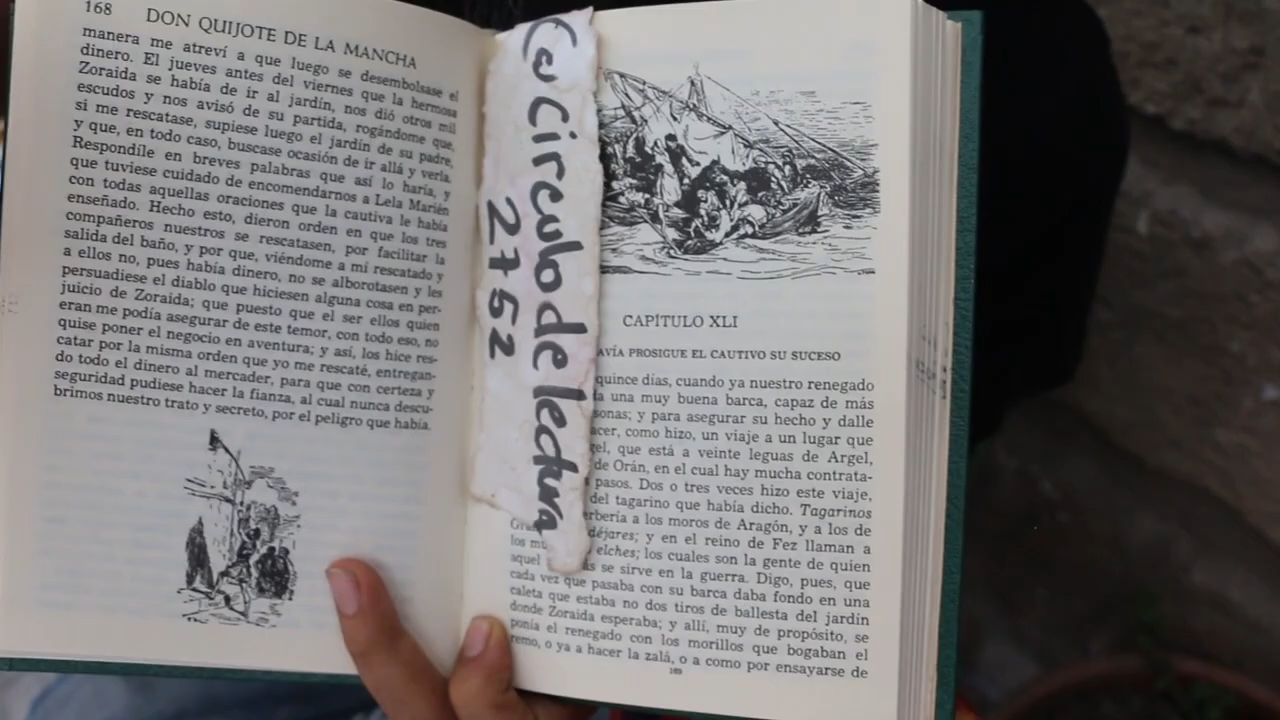 168
DON QUIJOTE DE LA MANCHA
manera me atreví a que luego se desembolsase el
dinero. El jueves antes del viernes que la hermosa
Zoraida se había de ir al jardín, nos dió otros mil
escudos y nos avisó de su partida, rogándome que,
si me rescatase, supiese luego el jardín de su padre,
y que, en todo caso, buscase ocasión de ir allá y verla.
Respondíle en breves palabras que así lo haría, y
que tuviese cuidado de encomendarnos a Lela Marién
con todas aquellas oraciones que la cautiva le había
enseñado. Hecho esto, dieron orden en que los tres
compañeros nuestros se rescatasen, por facilitar la
salida del baño, y por que, viéndome a mí rescatado y
a ellos no, pues había dinero, no se alborotasen y les
persuadiese el diablo que hiciesen alguna cosa en per-
juicio de Zoraida; que puesto que el ser ellos quien
eran me podía asegurar de este temor, con todo eso, no
quise poner el negocio en aventura; y así, los hice res-
catar por la misma orden que yo me rescaté, entregan-
do todo el dinero al mercader, para que con certeza y
seguridad pudiese hacer la fianza, al cual nunca descu-
brimos nuestro trato y secreto, por el peligro que había.
@Circulo de lectura
2752
CAPÍTULO XLI
AVÍA PROSIGUE EL CAUTIVO SU SUCESO
quince días, cuando ya nuestro renegado
una muy buena barca, capaz de más
sonas; y para asegurar su hecho y dalle
acer, como hizo, un viaje a un lugar que
gel, que está a veinte leguas de Argel,
de Orán, en el cual hay mucha contrata-
pasos. Dos o tres veces hizo este viaje,
del tagarino que había dicho. Tagarinos
erbería a los moros de Aragón, y a los de
déjares; y en el reino de Fez llaman a
los elches; los cuales son la gente de quien
aquel se sirve en la guerra. Digo, pues, que
cada vez que pasaba con su barca daba fondo en una
caleta que estaba no dos tiros de ballesta del jardín
donde Zoraida esperaba; y allí, muy de propósito, se
ponía el renegado con los morillos que bogaban el
remo, o ya a hacer la zalá, o a como por ensayarse de
169